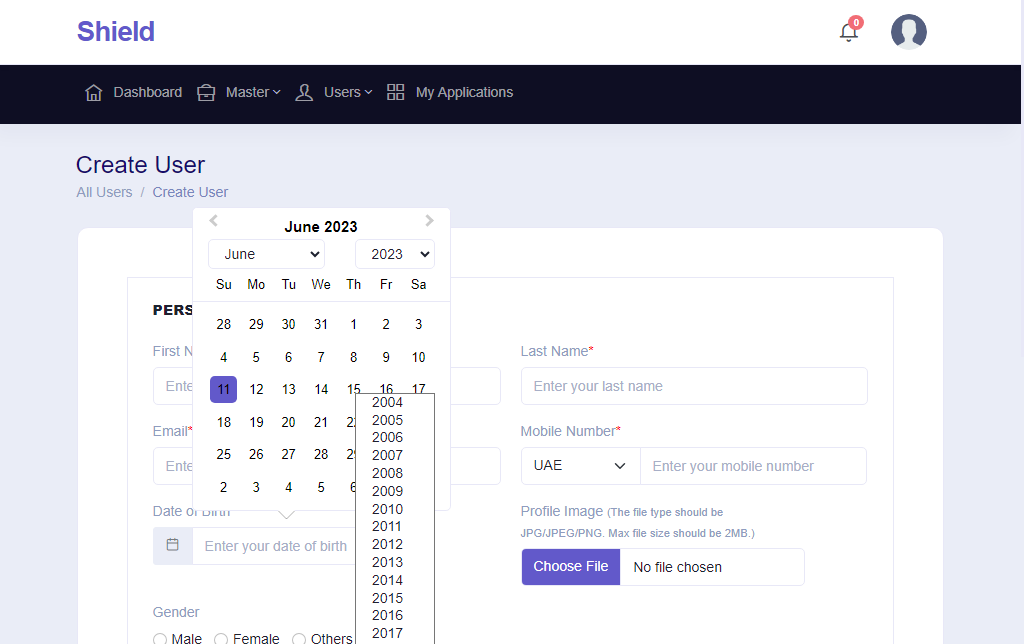 Shield
0
Dashboard Master Users My Applications
Create User
All Users / Create User
June 2023
June 2023
Su Mo Tu We Th Fr Sa
28 29 30 31 1 2 3
4 5 6 7 8 9 10
11 12 13 14 15 16 17
18 19 20 21
25 26 27 28
2 3 4 5 6
2004
2005
2006
2007
2008
2009
2010
2011
2012
2013
2014
2015
2016
2017
PERS
First N
Ente
Last Name*
Enter your last name
Email*
Ente
Mobile Number*
UAE Enter your mobile number
Date of Birth
Enter your date of birth
Profile Image (The file type should be
JPG/JPEG/PNG. Max file size should be 2MB.)
Choose File No file chosen
Gender
Male Female Others